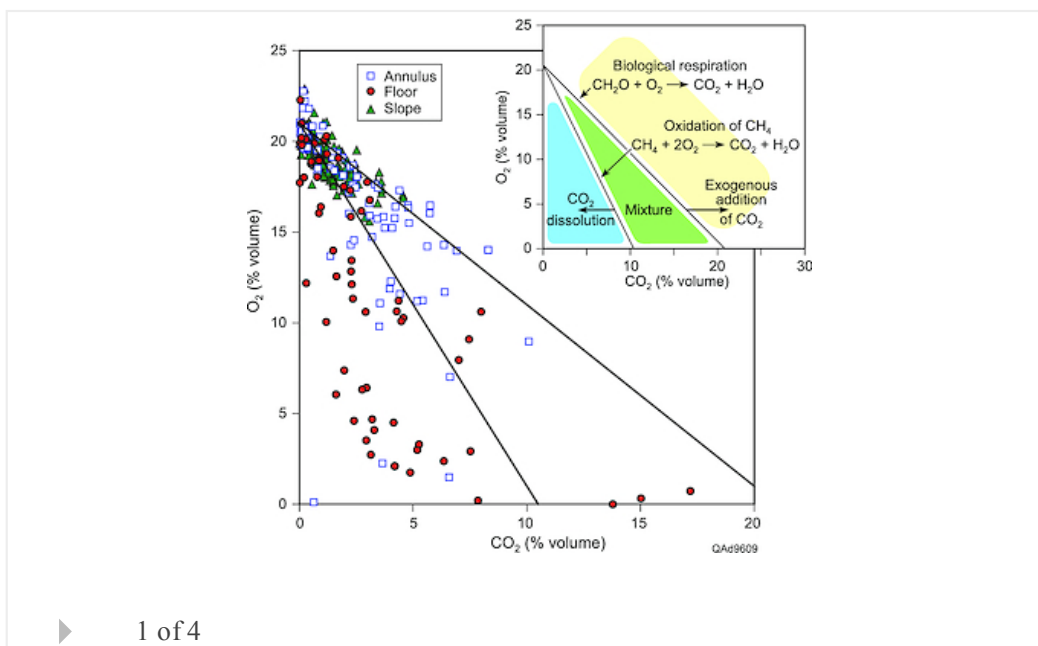 25
20
15
10
5
0
O₂ (% volume)
0
5
10
15
20
CO₂ (% volume)
Annulus
Floor
Slope
25
20
15
10
5
0
O₂ (% volume)
0
10
20
30
CO₂ (% volume)
Biological respiration
CH₂O + O₂ → CO₂ + H₂O
Oxidation of CH₄
CH₄ + 2O₂ → CO₂ + H₂O
Exogenous
addition
of CO₂
CO₂
dissolution
Mixture
QAd9609
1 of 4